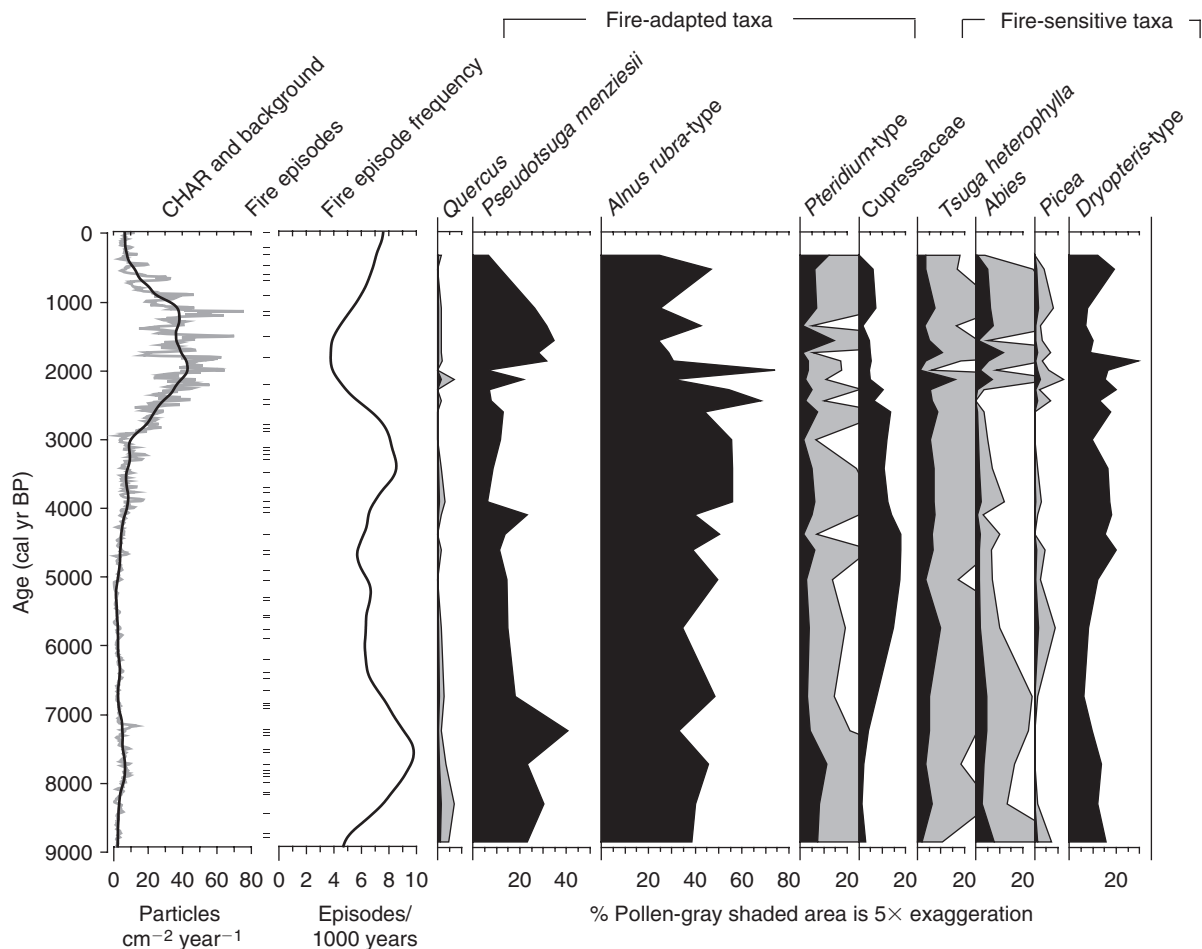 Fire-adapted taxa
Fire-sensitive taxa
CHAR and background
Fire episodes
Fire episode frequency
Quercus
Pseudotsuga menziesii
Alnus rubra-type
Pteridium-type
Cupressaceae
Tsuga heterophylla
Abies
Picea
Dryopteris-type
Age (cal yr BP)
0
1000
2000
3000
4000
5000
6000
7000
8000
9000
0 20 40 60 80
0 2 4 6 8 10
20 40
20 40 60 80
20
20
20
20
20
Particles
cm−2 year−1
Episodes/
1000 years
% Pollen-gray shaded area is 5× exaggeration